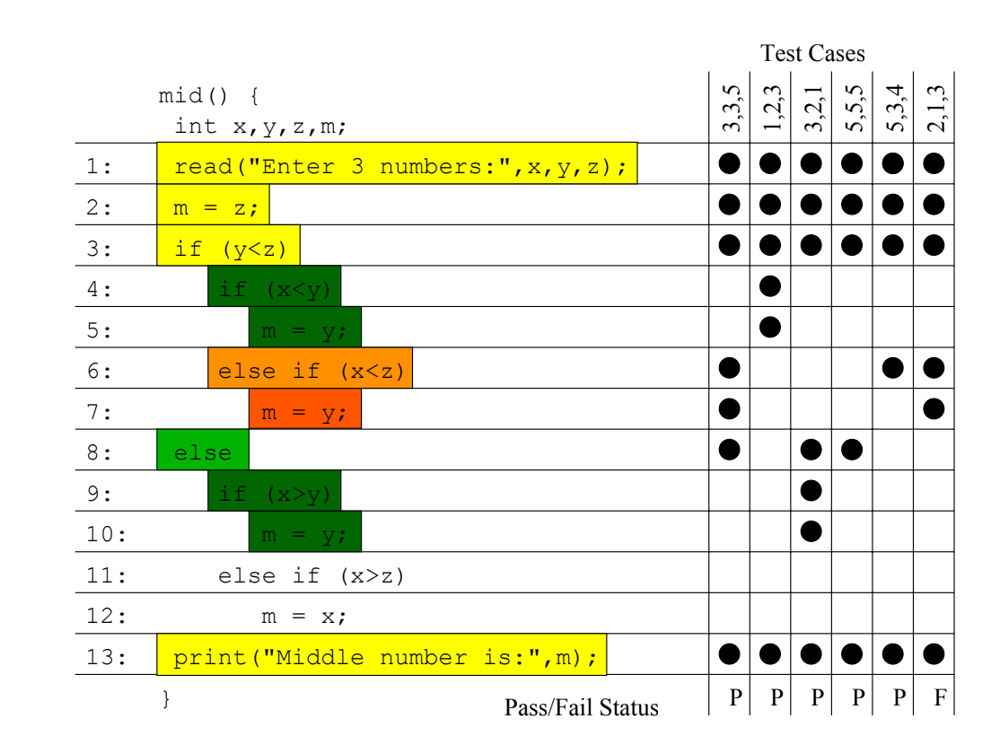 Test Cases
mid() {
int x,y,z,m;
3,3,5 1,2,3 3,2,1 5,5,5 5,3,4 2,1,3
1: read("Enter 3 numbers:",x,y,z);
2: m = z;
3: if (y<z)
4: if (x<y)
5: m = y;
6: else if (x<z)
7: m = y;
8: else
9: if (x>y)
10: m = y;
11: else if (x>z)
12: m = x;
13: print("Middle number is:",m);
}
Pass/Fail Status P P P P P F